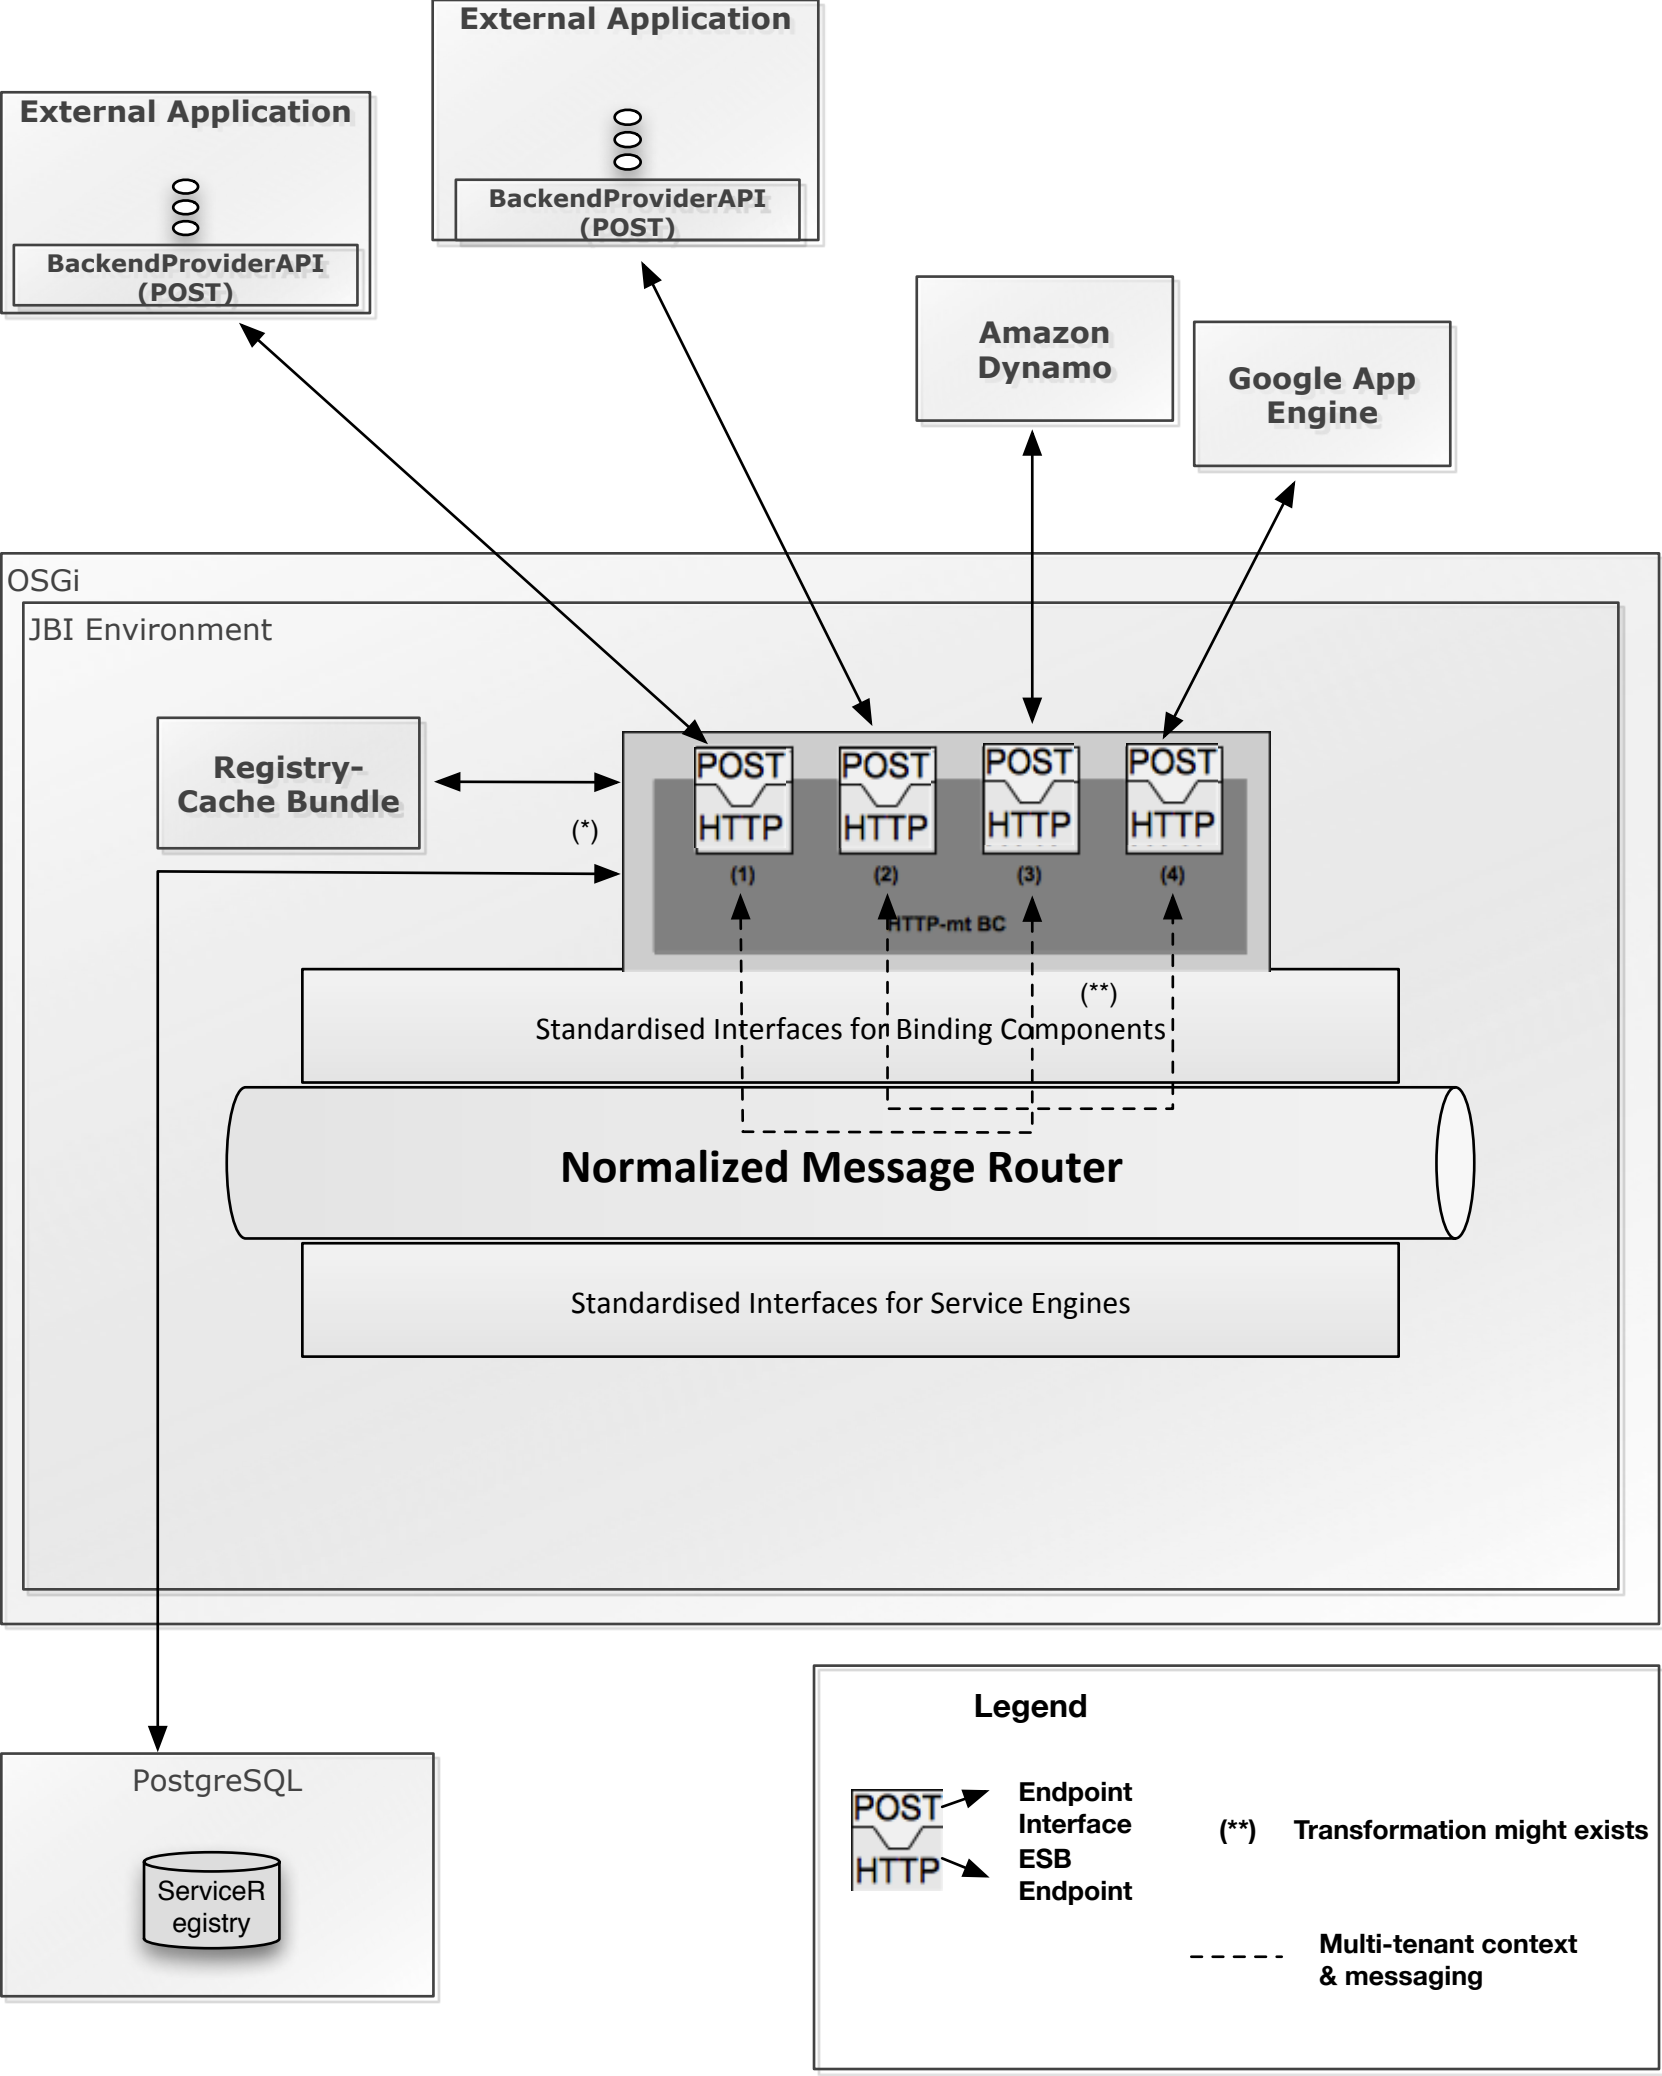 External Application
BackendProviderAPI
(POST)
External Application
BackendProviderAPI
(POST)
Amazon
Dynamo
Google App
Engine
OSGi
JBI Environment
Registry-
Cache Bundle
(*)
POST
HTTP
(1)
POST
HTTP
(2)
POST
HTTP
(3)
POST
HTTP
(4)
HTTP-mt BC
(**)
Standardised Interfaces for Binding Components
Normalized Message Router
Standardised Interfaces for Service Engines
PostgreSQL
ServiceR
egistry
Legend
POST
HTTP
Endpoint
Interface
ESB
Endpoint
(**) Transformation might exists
Multi-tenant context
& messaging